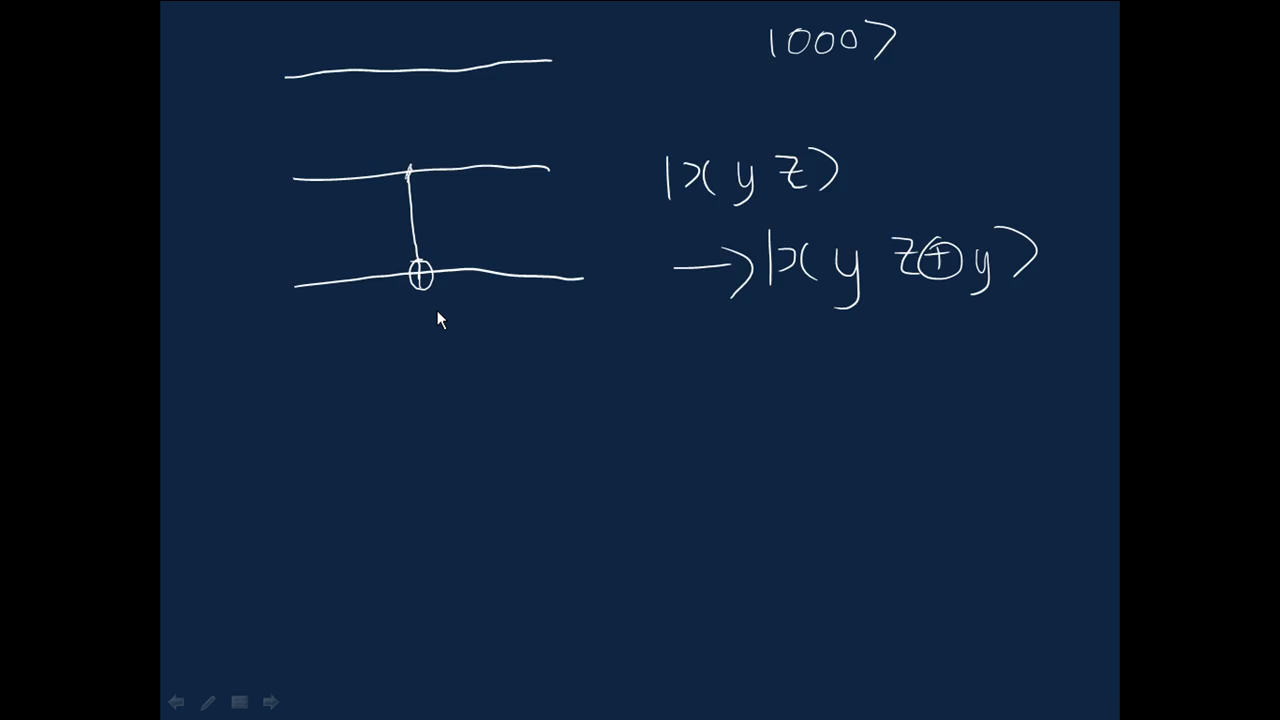 |000⟩
|x y z⟩
→ |x y z⊕y⟩